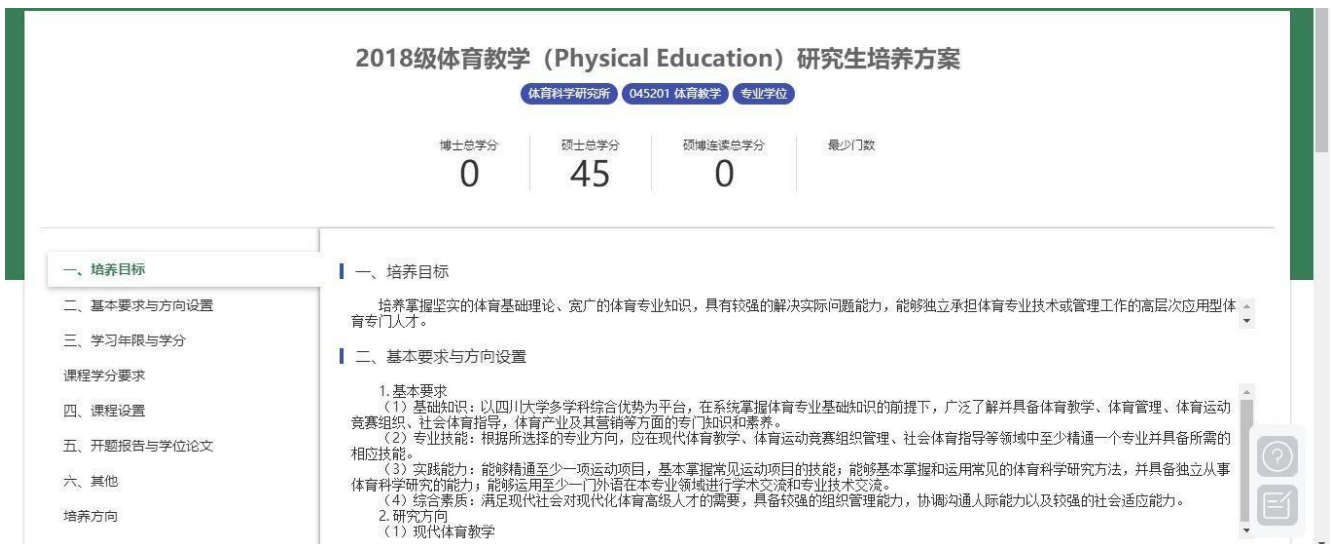 2018级体育教学（Physical Education）研究生培养方案
体育科学研究所 045201 体育教学 专业学位
博士总学分 硕士总学分 硕博连读总学分 最少门数
0 45 0
一、培养目标
二、基本要求与方向设置
三、学习年限与学分
课程学分要求
四、课程设置
五、开题报告与学位论文
六、其他
培养方向
一、培养目标
培养掌握坚实的体育基础理论、宽广的体育专业知识，具有较强的解决实际问题能力，能够独立承担体育专业技术或管理工作的高层次应用型体
育专门人才。
二、基本要求与方向设置
1.基本要求
（1）基础知识：以四川大学多学科综合优势为平台，在系统掌握体育专业基础知识的前提下，广泛了解并具备体育教学、体育管理、体育运动
竞赛组织、社会体育指导，体育产业及其营销等方面的专门知识和素养。
（2）专业技能：根据所选择的专业方向，应在现代体育教学、体育运动竞赛组织管理、社会体育指导等领域中至少精通一个专业并具备所需的
相应技能。
（3）实践能力：能够精通至少一项运动项目，基本掌握常见运动项目的技能；能够基本掌握和运用常见的体育科学研究方法，并具备独立从事
体育科学研究的能力；能够运用至少一门外语在本专业领域进行学术交流和专业技术交流。
（4）综合素质：满足现代社会对现代化体育高级人才的需要，具备较强的组织管理能力，协调沟通人际能力以及较强的社会适应能力。
2.研究方向
（1）现代体育教学